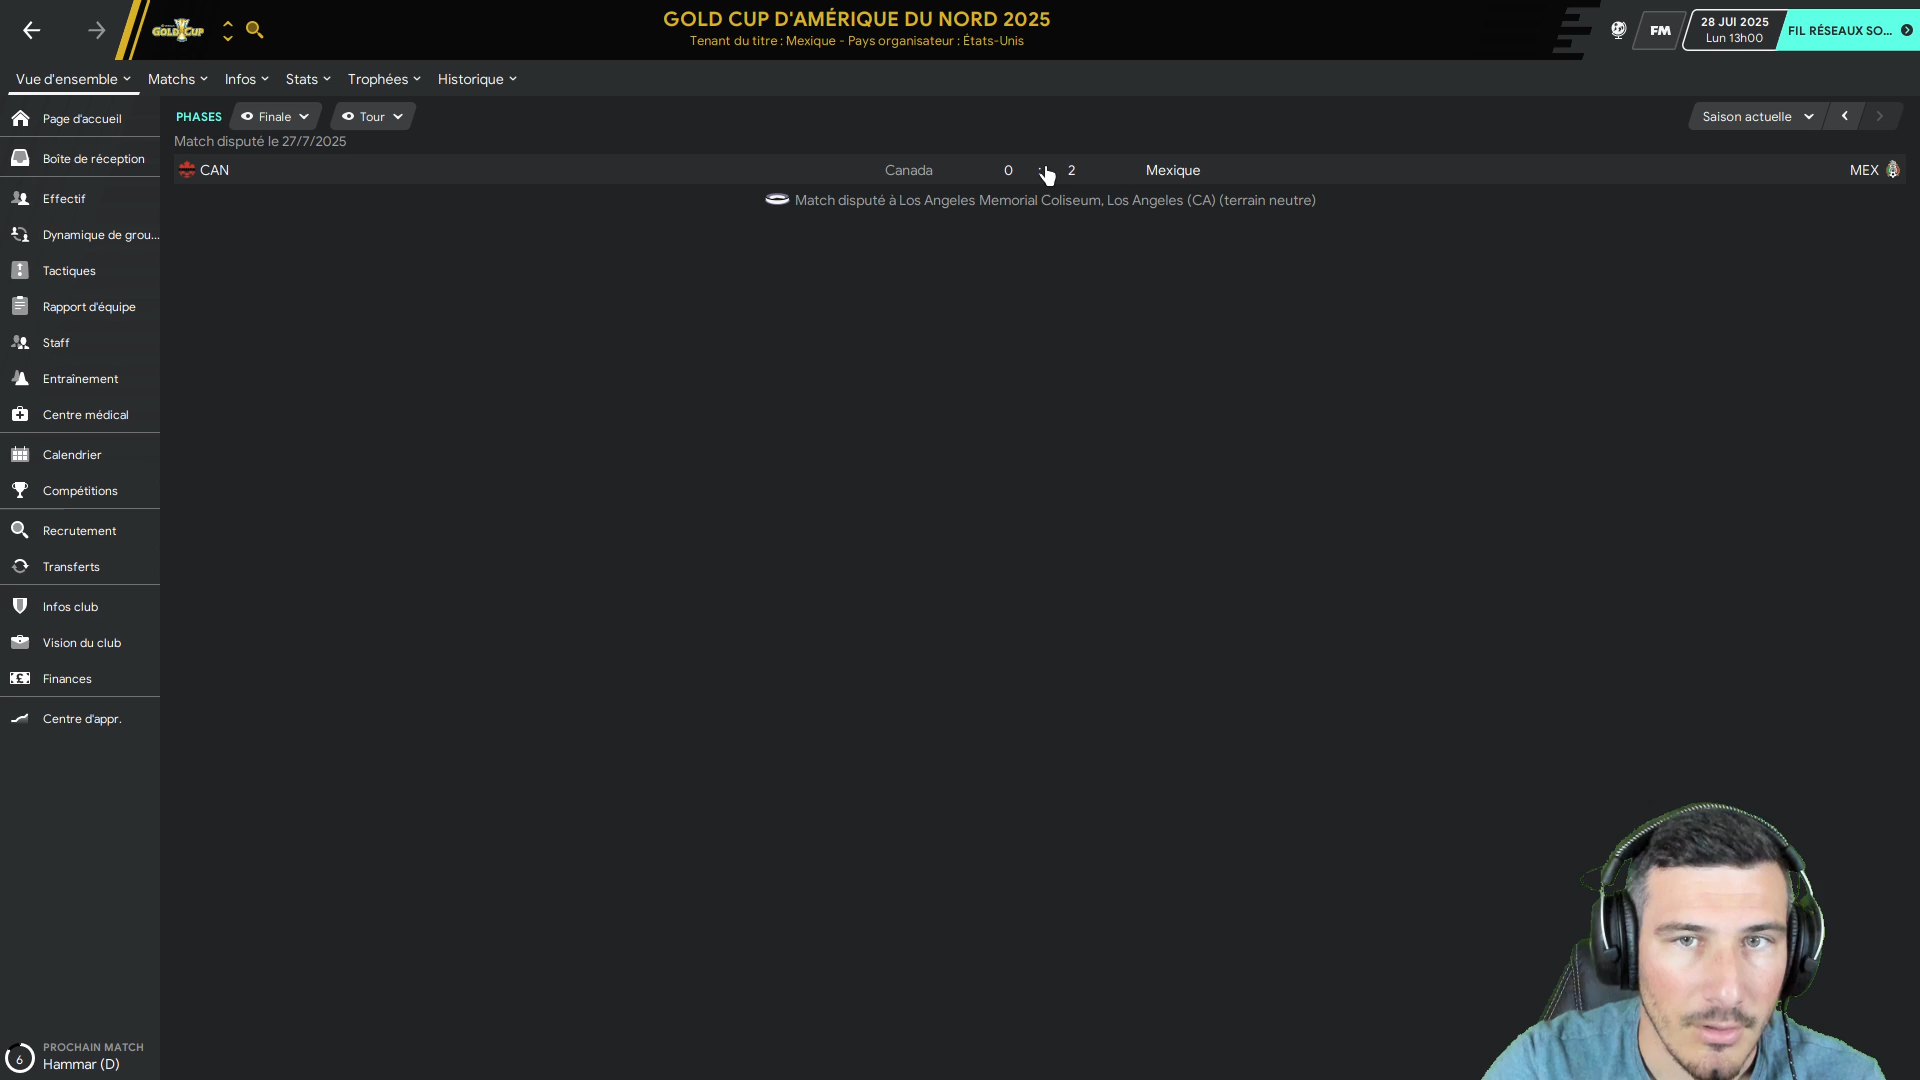 GOLD CUP
GOLD CUP D'AMÉRIQUE DU NORD 2025
Tenant du titre : Mexique - Pays organisateur : États-Unis
FM
28 JUI 2025
Lun 13h00
FIL RÉSEAUX SO...
Vue d'ensemble
Matchs
Infos
Stats
Trophées
Historique
Page d'accueil
Boîte de réception
Effectif
Dynamique de grou...
Tactiques
Rapport d'équipe
Staff
Entraînement
Centre médical
Calendrier
Compétitions
Recrutement
Transferts
Infos club
Vision du club
Finances
Centre d'appr.
PHASES
Finale
Tour
Saison actuelle
Match disputé le 27/7/2025
CAN Canada 0 2 Mexique MEX
Match disputé à Los Angeles Memorial Coliseum, Los Angeles (CA) (terrain neutre)
6
PROCHAIN MATCH
Hammar (D)